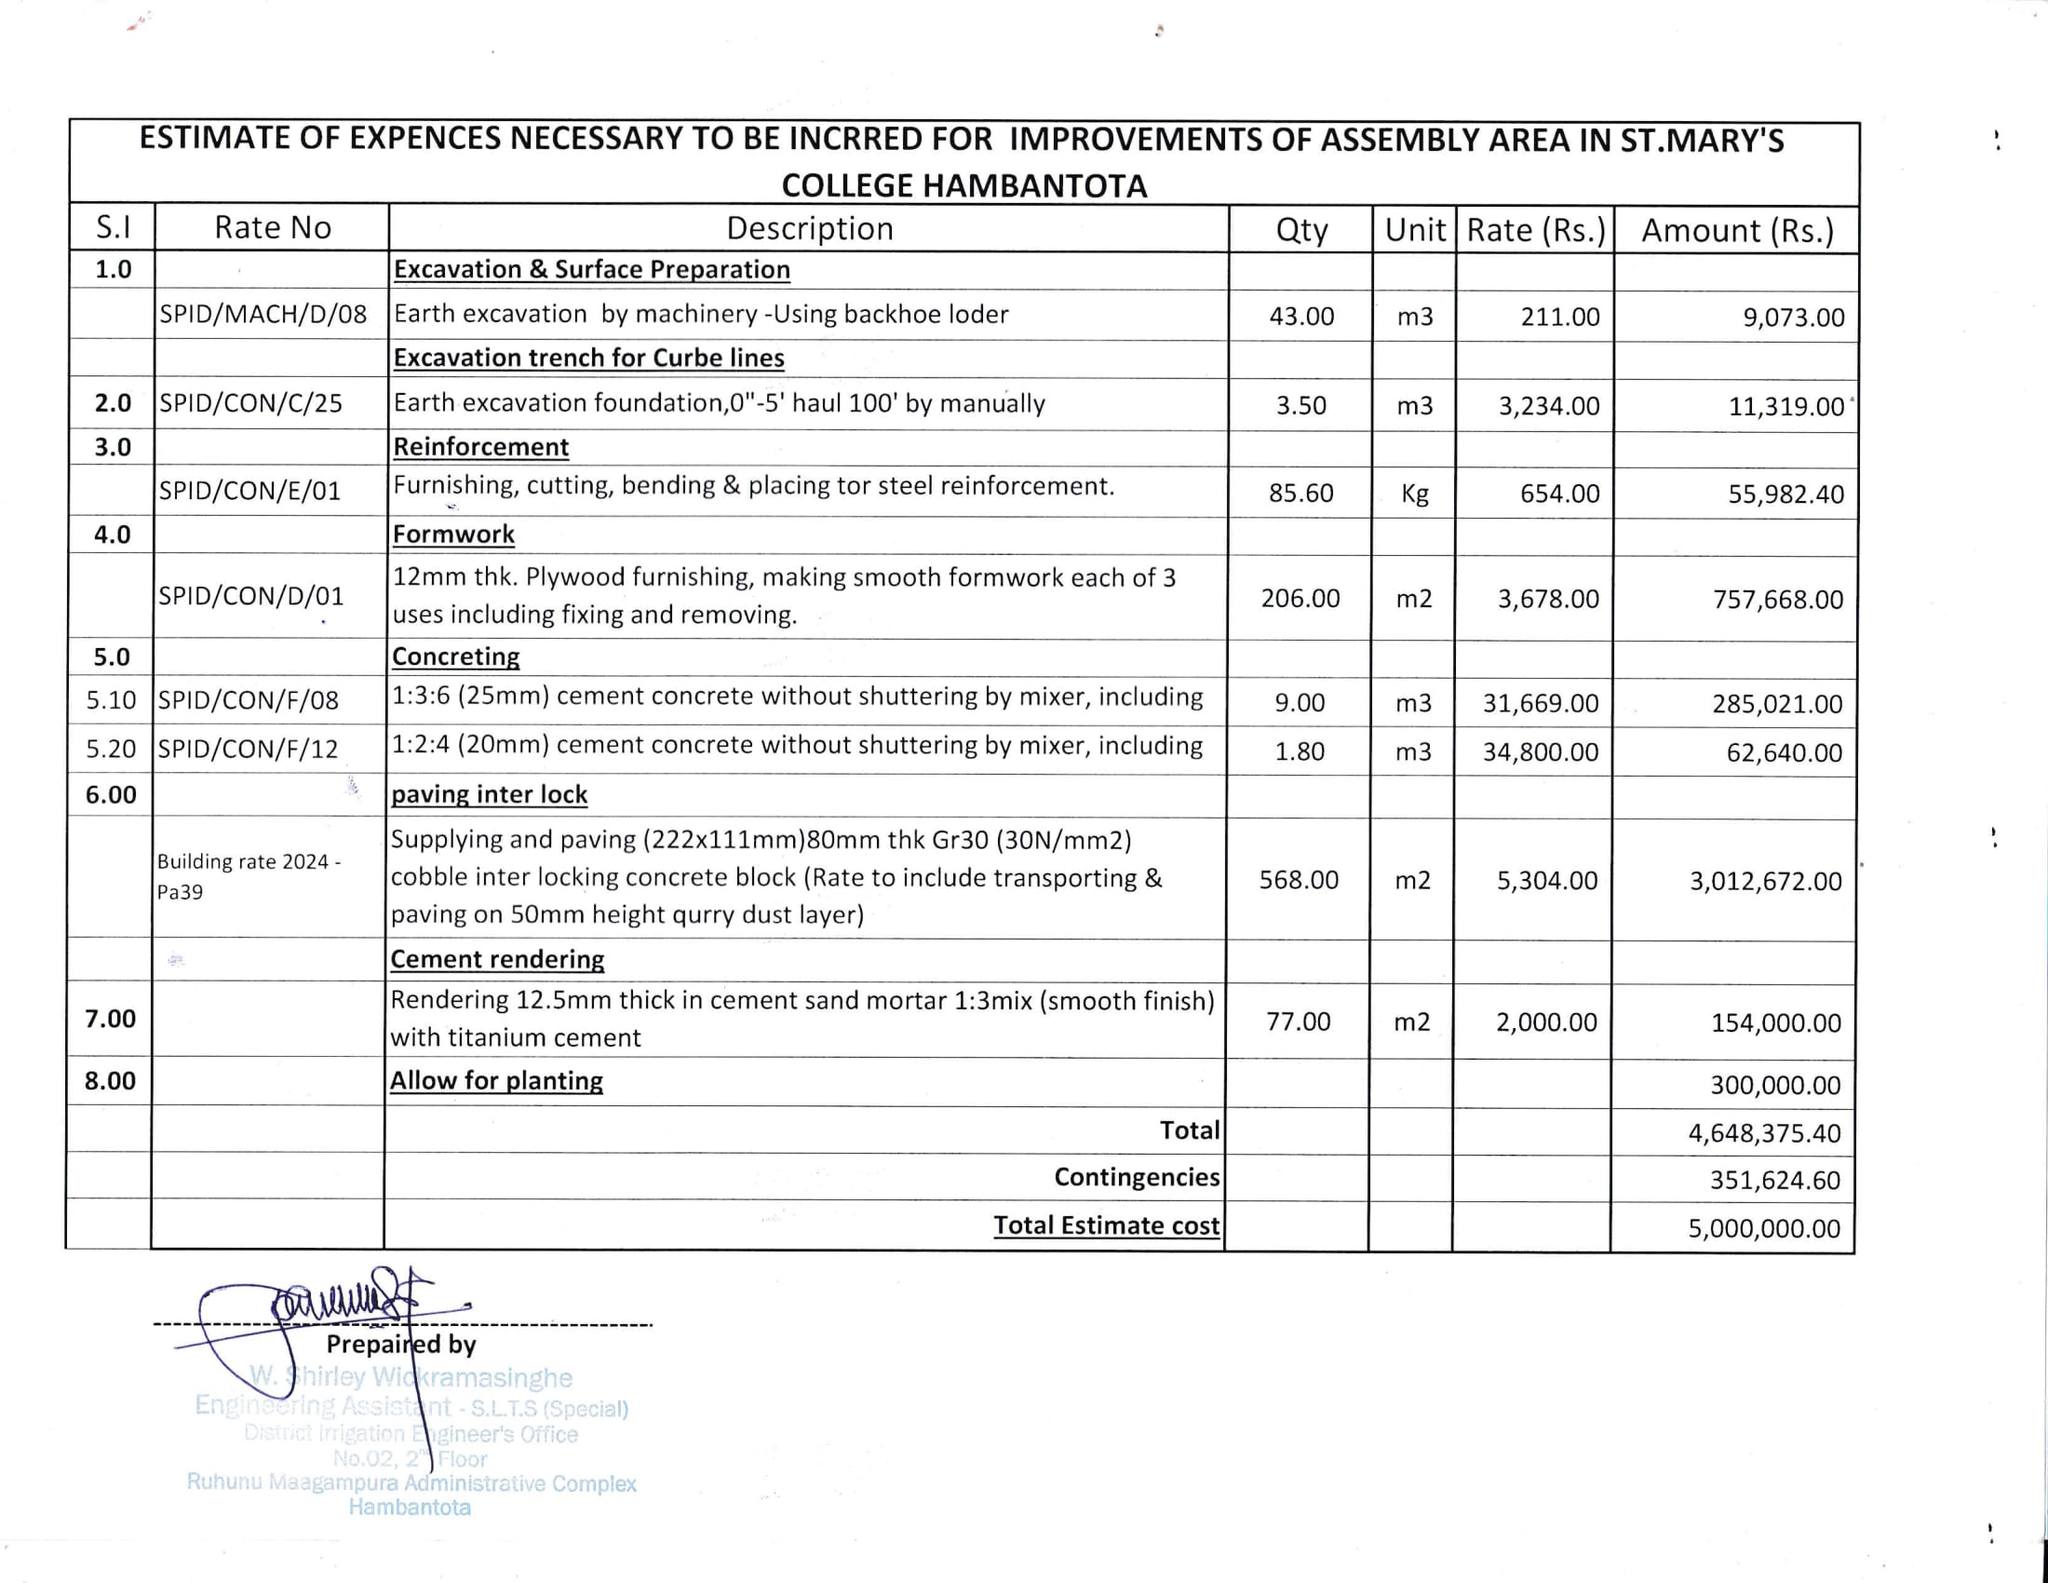 ESTIMATE OF EXPENCES NECESSARY TO BE INCRRED FOR IMPROVEMENTS OF ASSEMBLY AREA IN ST.MARY'S
COLLEGE HAMBANTOTA
S.I Rate No Description Qty Unit Rate (Rs.) Amount (Rs.)
1.0 Excavation & Surface Preparation
SPID/MACH/D/08 Earth excavation by machinery -Using backhoe loder 43.00 m3 211.00 9,073.00
Excavation trench for Curbe lines
2.0 SPID/CON/C/25 Earth excavation foundation,0"-5' haul 100' by manually 3.50 m3 3,234.00 11,319.00
3.0 Reinforcement
SPID/CON/E/01 Furnishing, cutting, bending & placing tor steel reinforcement. 85.60 Kg 654.00 55,982.40
4.0 Formwork
SPID/CON/D/01 12mm thk. Plywood furnishing, making smooth formwork each of 3
uses including fixing and removing. 206.00 m2 3,678.00 757,668.00
5.0 Concreting
5.10 SPID/CON/F/08 1:3:6 (25mm) cement concrete without shuttering by mixer, including 9.00 m3 31,669.00 285,021.00
5.20 SPID/CON/F/12 1:2:4 (20mm) cement concrete without shuttering by mixer, including 1.80 m3 34,800.00 62,640.00
6.00 paving inter lock
Building rate 2024 -
Pa39
Supplying and paving (222x111mm)80mm thk Gr30 (30N/mm2)
cobble inter locking concrete block (Rate to include transporting &
paving on 50mm height qurry dust layer)
568.00 m2 5,304.00 3,012,672.00
Cement rendering
7.00 Rendering 12.5mm thick in cement sand mortar 1:3mix (smooth finish)
with titanium cement 77.00 m2 2,000.00 154,000.00
8.00 Allow for planting 300,000.00
Total 4,648,375.40
Contingencies 351,624.60
Total Estimate cost 5,000,000.00
Prepaired by
W. Shirley Wickramasinghe
Engineering Assistant - S.L.T.S (Special)
District Irrigation Engineer's Office
No.02, 2nd Floor
Ruhunu Maagampura Administrative Complex
Hambantota